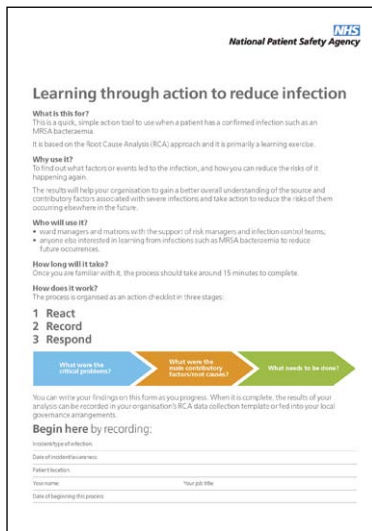 NHS
National Patient Safety Agency
Learning through action to reduce infection
What is this for?
This is a quick, simple action tool to use when a patient has a confirmed infection such as an
MRSA bacteraemia.
It is based on the Root Cause Analysis (RCA) approach and it is primarily a learning exercise.
Why use it?
To find out what factors or events led to the infection, and how you can reduce the risks of it
happening again.
The results will help your organisation to gain a better overall understanding of the source and
contributory factors associated with severe infections and take action to reduce the risks of them
occurring elsewhere in the future.
Who will use it?
• ward managers and matrons with the support of risk managers and infection control teams;
• anyone else interested in learning from infections such as MRSA bacteraemia to reduce
future occurrences.
How long will it take?
Once you are familiar with it, the process should take around 15 minutes to complete.
How does it work?
The process is organised as an action checklist in three stages:
1 React
2 Record
3 Respond
What were the
critical problems?
What were the
main contributory
factors/root causes?
What needs to be done?
You can write your findings on this form as you progress. When it is complete, the results of your
analysis can be recorded in your organisation's RCA data collection template or fed into your local
governance arrangements.
Begin here by recording:
Incident/type of infection:
Date of incident/awareness:
Patient location:
Your name: Your job title:
Date of beginning this process: